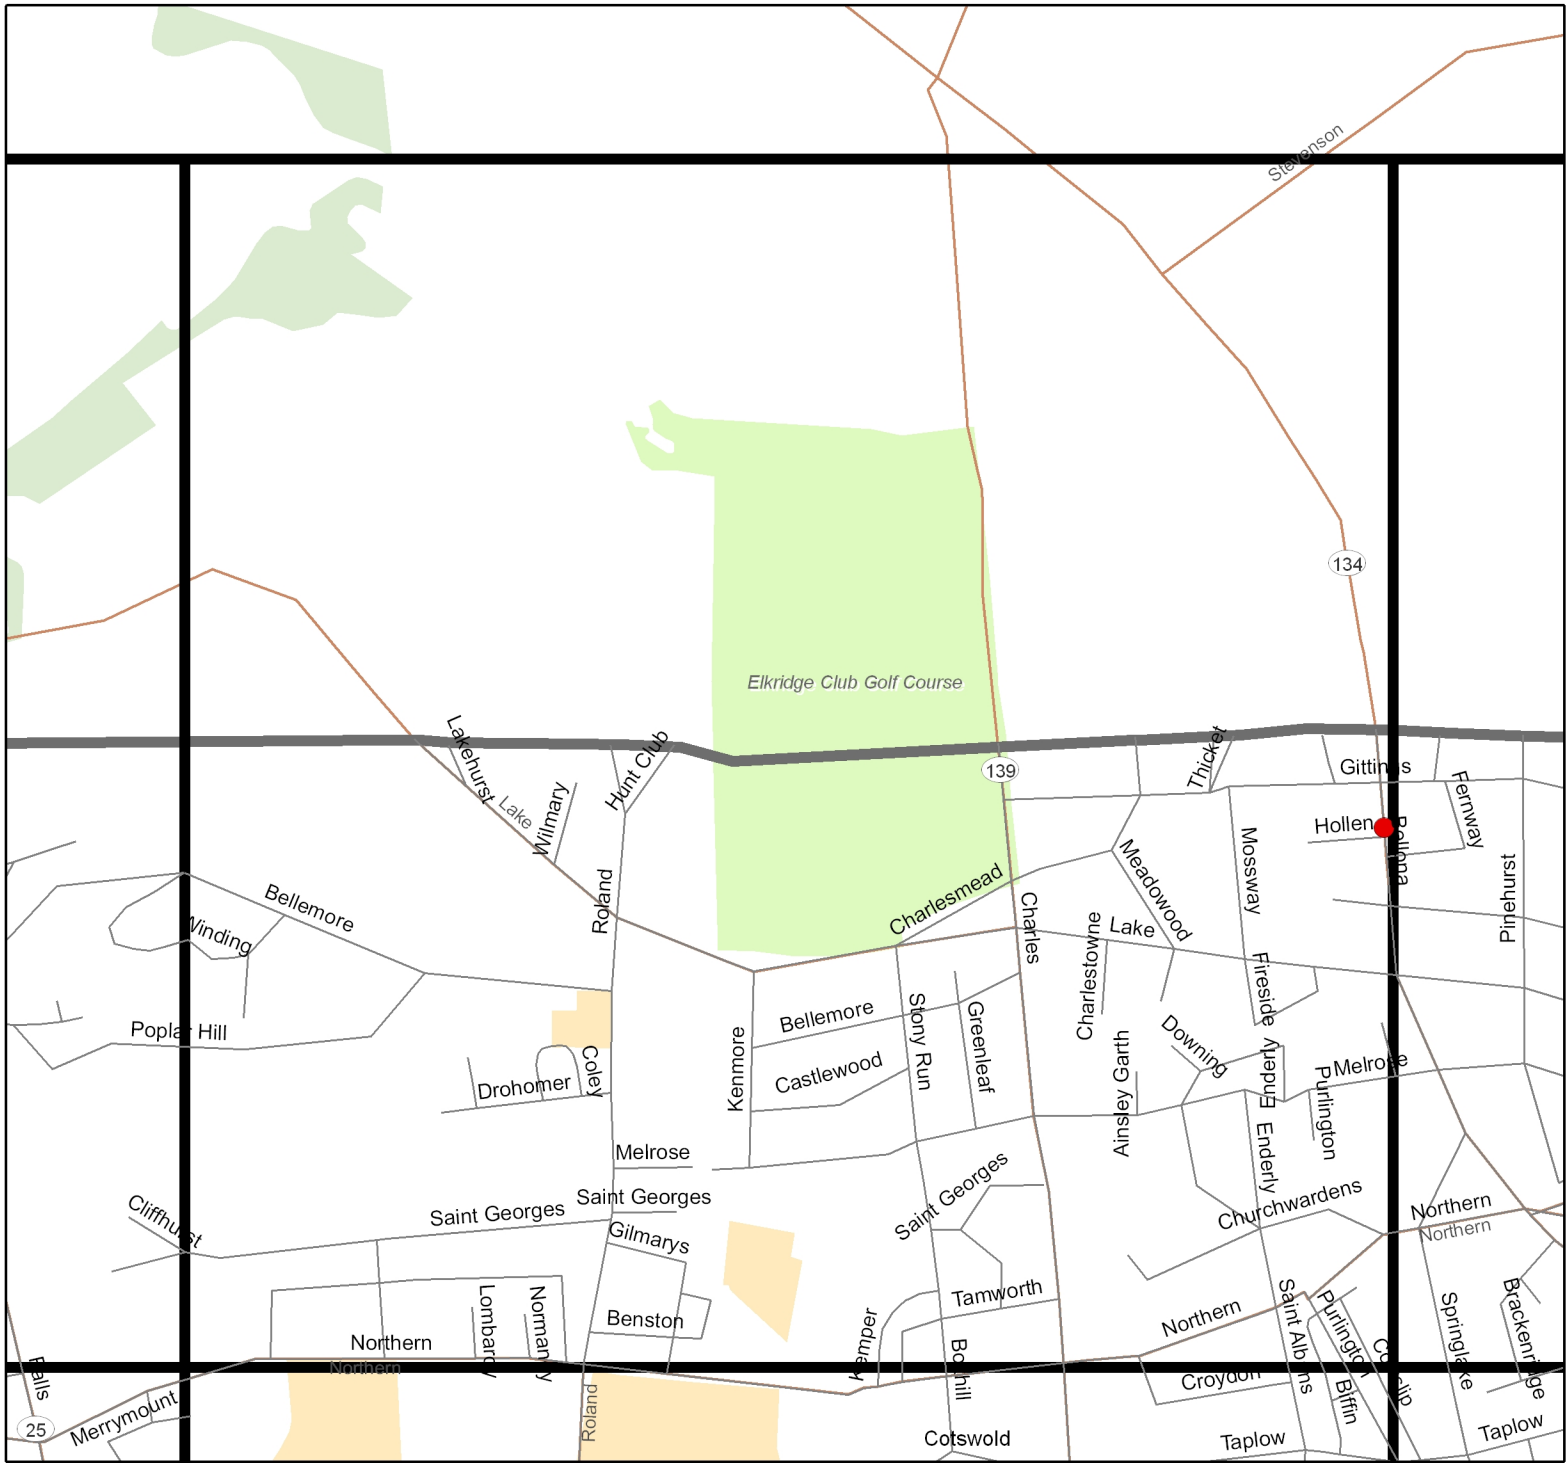 Stevenson
134
Elkridge Club Golf Course
Lakehurst
Hunt Club
Thicket
139
Gittings
Lake
Wilmary
Fernway
Hollen
Bellona
Mossway
Meadowood
Pinehurst
Roland
Bellemore
Charlesmead
Charles
Lake
Winding
Charlestowne
Fireside
Poplar Hill
Bellemore
Stony Run
Greenleaf
Downing
Coley
Drohomer
Kenmore
Castlewood
Ainsley Garth
Enderly
Purlington
Melrose
Melrose
Enderly
Saint Georges
Saint Georges
Saint Georges
Cliffhurst
Gilmarys
Churchwardens
Northern
Northern
Tamworth
Lombardy
Normandy
Benston
Northern
Northern
Kemper
Boxhill
Northern
Saint Albans
Purlington
Cowslip
Springlake
Brackenridge
Falls
Merrymount
25
Roland
Croydon
Biffin
Cotswold
Taplow
Taplow